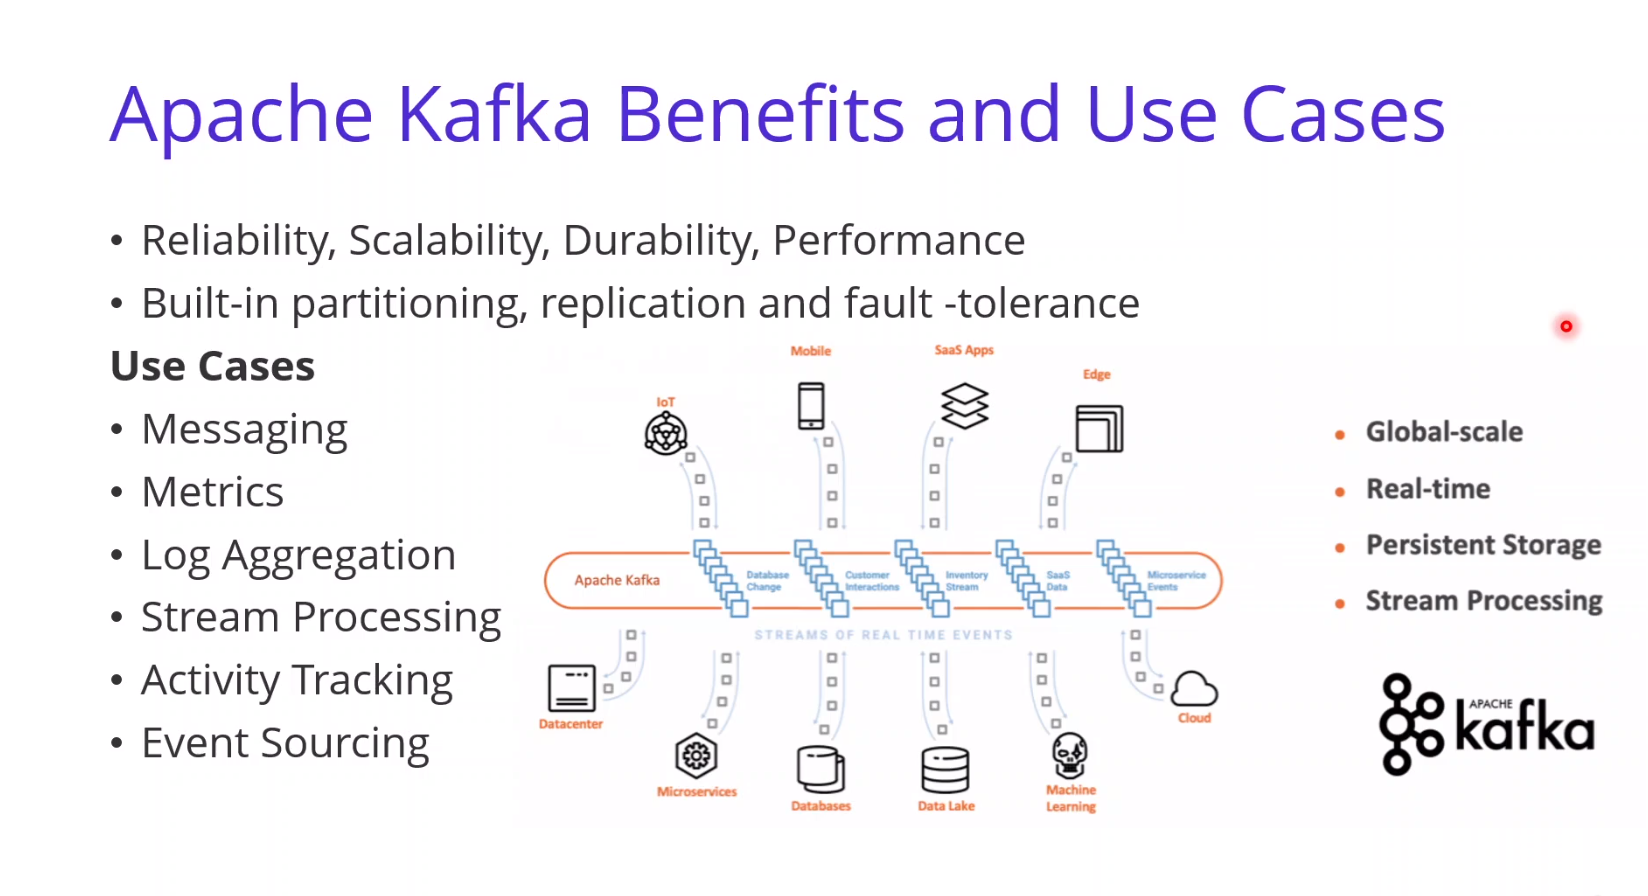 Apache Kafka Benefits and Use Cases
• Reliability, Scalability, Durability, Performance
• Built-in partitioning, replication and fault -tolerance
Use Cases
• Messaging
• Metrics
• Log Aggregation
• Stream Processing
• Activity Tracking
• Event Sourcing
IoT
Mobile
SaaS Apps
Edge
Apache Kafka
Database
Change
Customer
Interactions
Inventory
Stream
SaaS
Data
Microservice
Events
STREAMS OF REAL TIME EVENTS
Datacenter
Microservices
Databases
Data Lake
Machine
Learning
Cloud
• Global-scale
• Real-time
• Persistent Storage
• Stream Processing
APACHE
kafka